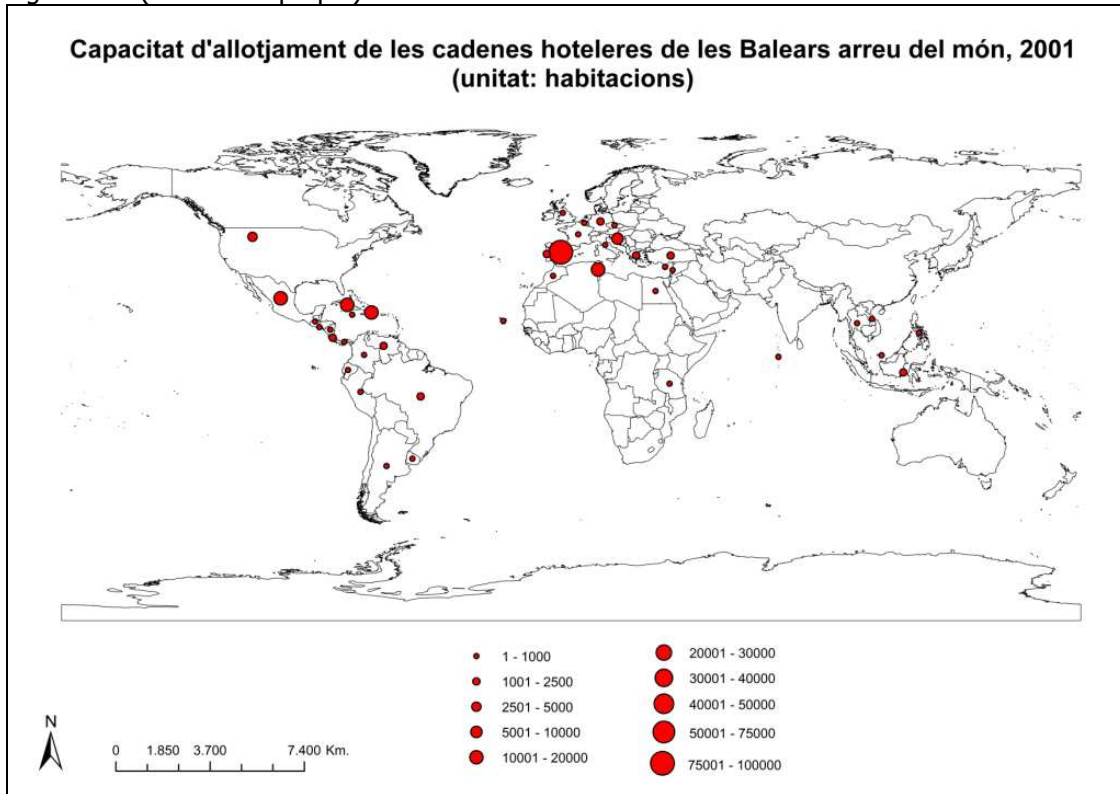 Capacitat d'allotjament de les cadenes hoteleres de les Balears arreu del món, 2001
(unitat: habitacions)
1 - 1000
1001 - 2500
2501 - 5000
5001 - 10000
10001 - 20000
20001 - 30000
30001 - 40000
40001 - 50000
50001 - 75000
75001 - 100000
N
0 1.850 3.700 7.400 Km.